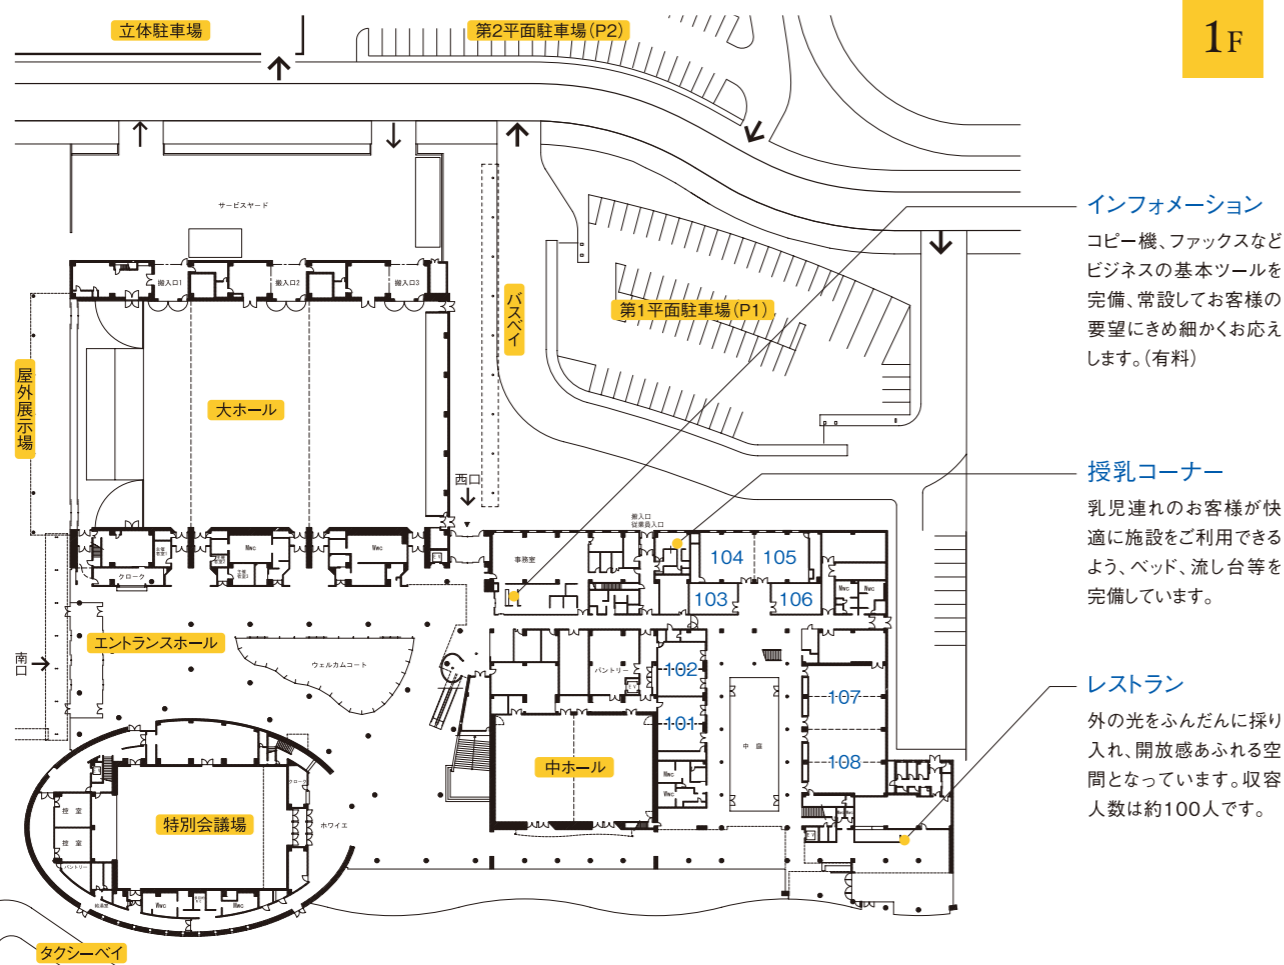 立体駐車場
第2平面駐車場(P2)
1F
サービスヤード
搬入口1
搬入口2
搬入口3
バスベイ
第1平面駐車場(P1)
屋外展示場
大ホール
西口
搬入口
従業員入口
事務室
クローク
エントランスホール
南口
ウェルカムコート
パントリー
104
105
103
106
102
101
107
108
中庭
中ホール
特別会議場
クローク
ホワイエ
控室
控室
パントリー
タクシーベイ
インフォメーション
コピー機、ファックスなど
ビジネスの基本ツールを
完備、常設してお客様の
要望にきめ細かくお応え
します。(有料)
授乳コーナー
乳児連れのお客様が快
適に施設をご利用できる
よう、ベッド、流し台等を
完備しています。
レストラン
外の光をふんだんに採り
入れ、開放感あふれる空
間となっています。収容
人数は約100人です。